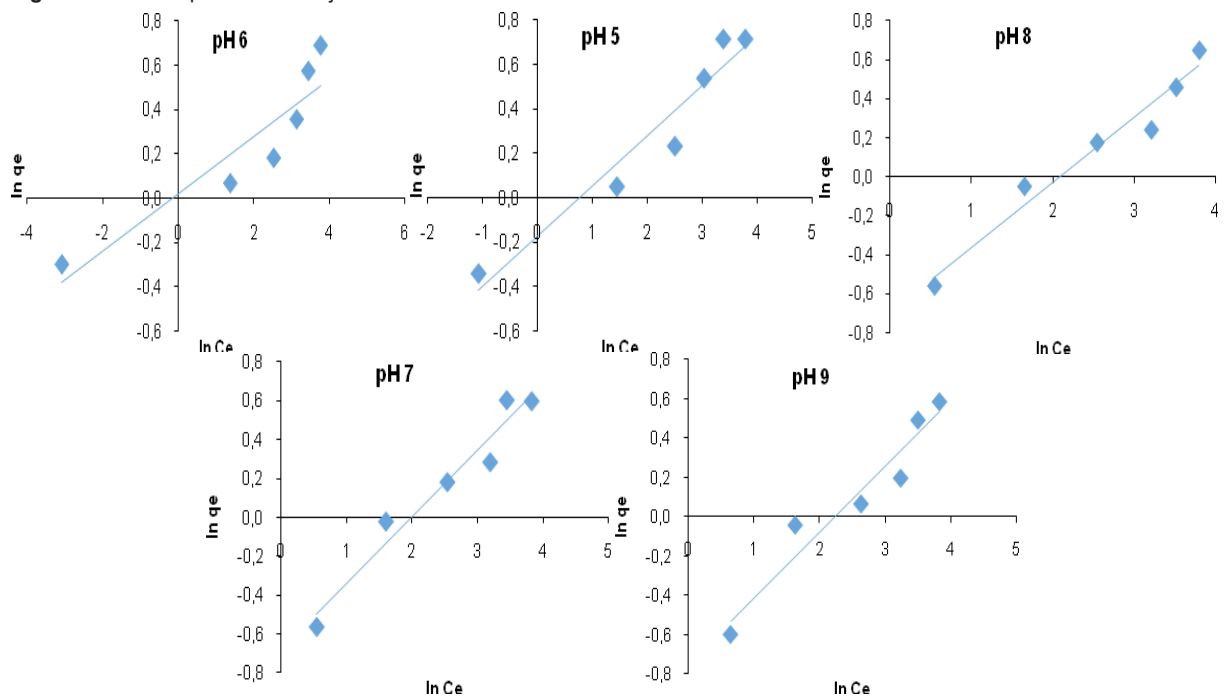 pH 6
0,8
0,6
0,4
0,2
0,0
-0,2
-0,4
-0,6
-4 -2 0 2 4 6
ln qe
ln Ce
pH 5
0,8
0,6
0,4
0,2
0,0
-0,2
-0,4
-0,6
-2 -1 0 1 2 3 4 5
ln qe
ln Ce
pH 8
0,8
0,6
0,4
0,2
0,0
-0,2
-0,4
-0,6
-0,8
0 1 2 3 4
ln qe
ln Ce
pH 7
0,8
0,6
0,4
0,2
0,0
-0,2
-0,4
-0,6
-0,8
0 1 2 3 4 5
ln qe
ln Ce
pH 9
0,8
0,6
0,4
0,2
0,0
-0,2
-0,4
-0,6
-0,8
0 1 2 3 4 5
ln qe
ln Ce